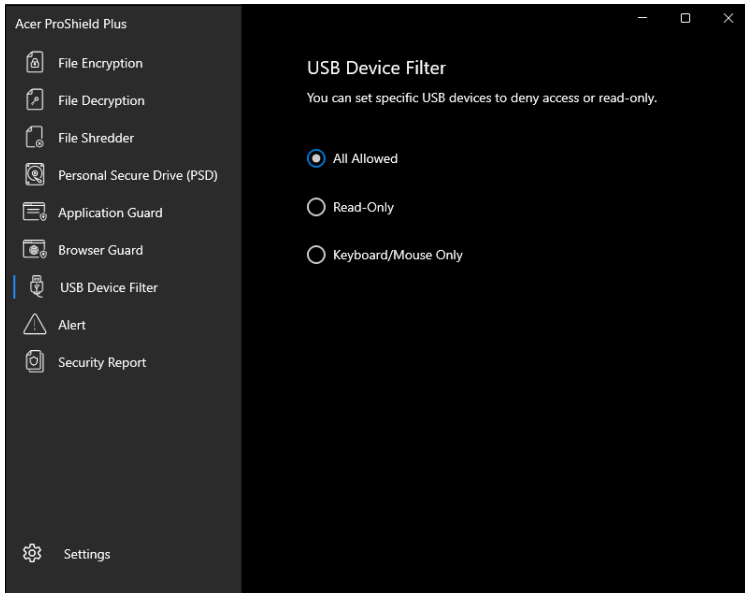 Acer ProShield Plus
File Encryption
File Decryption
File Shredder
Personal Secure Drive (PSD)
Application Guard
Browser Guard
USB Device Filter
Alert
Security Report
Settings
USB Device Filter
You can set specific USB devices to deny access or read-only.
All Allowed
Read-Only
Keyboard/Mouse Only